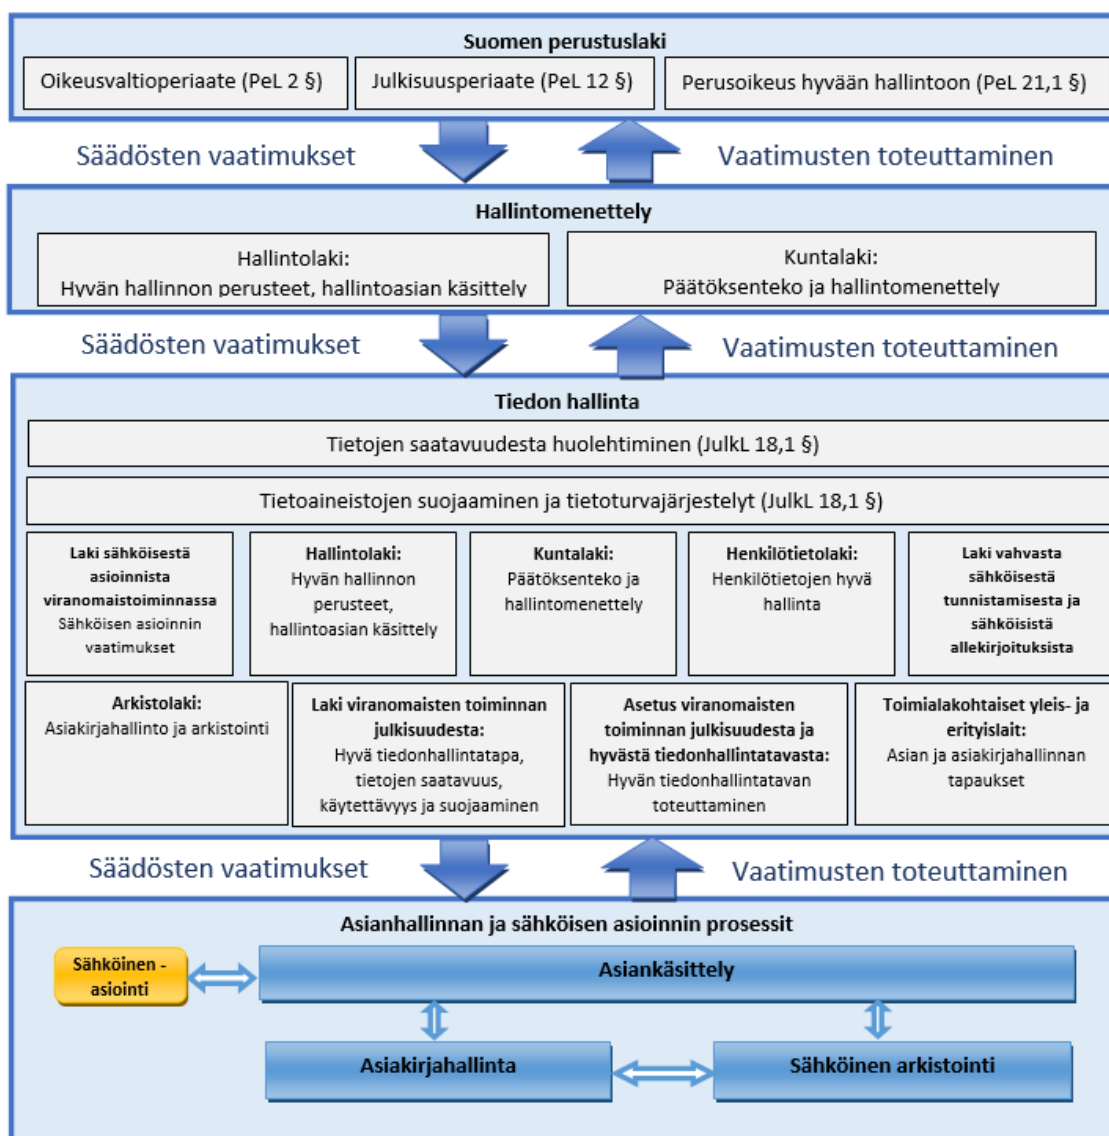 Suomen perustuslaki
Oikeusvaltioperiaate (PeL 2 §)
Julkisuusperiaate (PeL 12 §)
Perusoikeus hyvään hallintoon (PeL 21,1 §)
Säädösten vaatimukset
Vaatimusten toteuttaminen
Hallintomenettely
Hallintolaki:
Hyvän hallinnon perusteet, hallintoasian käsittely
Kuntalaki:
Päätöksenteko ja hallintomenettely
Säädösten vaatimukset
Vaatimusten toteuttaminen
Tiedon hallinta
Tietojen saatavuudesta huolehtiminen (JulkL 18,1 §)
Tietoaineistojen suojaaminen ja tietoturvajärjestelyt (JulkL 18,1 §)
Laki sähköisestä
asioinnista
viranomaistoiminnassa
Sähköisen asioinnin
vaatimukset
Hallintolaki:
Hyvän hallinnon
perusteet,
hallintoasian käsittely
Kuntalaki:
Päätöksenteko ja
hallintomenettely
Henkilötietolaki:
Henkilötietojen hyvä
hallinta
Laki vahvasta
sähköisestä
tunnistamisesta ja
sähköisistä
allekirjoituksista
Arkistolaki:
Asiakirjahallinto ja arkistointi
Laki viranomaisten toiminnan
julkisuudesta:
Hyvä tiedonhallintatapa,
tietojen saatavuus,
käytettävyys ja suojaaminen
Asetus viranomaisten
toiminnan julkisuudesta ja
hyvästä tiedonhallintatavasta:
Hyvän tiedonhallintatavan
toteuttaminen
Toimialakohtaiset yleis- ja
erityislait:
Asian ja asiakirjahallinnan
tapaukset
Säädösten vaatimukset
Vaatimusten toteuttaminen
Asianhallinnan ja sähköisen asioinnin prosessit
Sähköinen -
asiointi
Asiankäsittely
Asiakirjahallinta
Sähköinen arkistointi